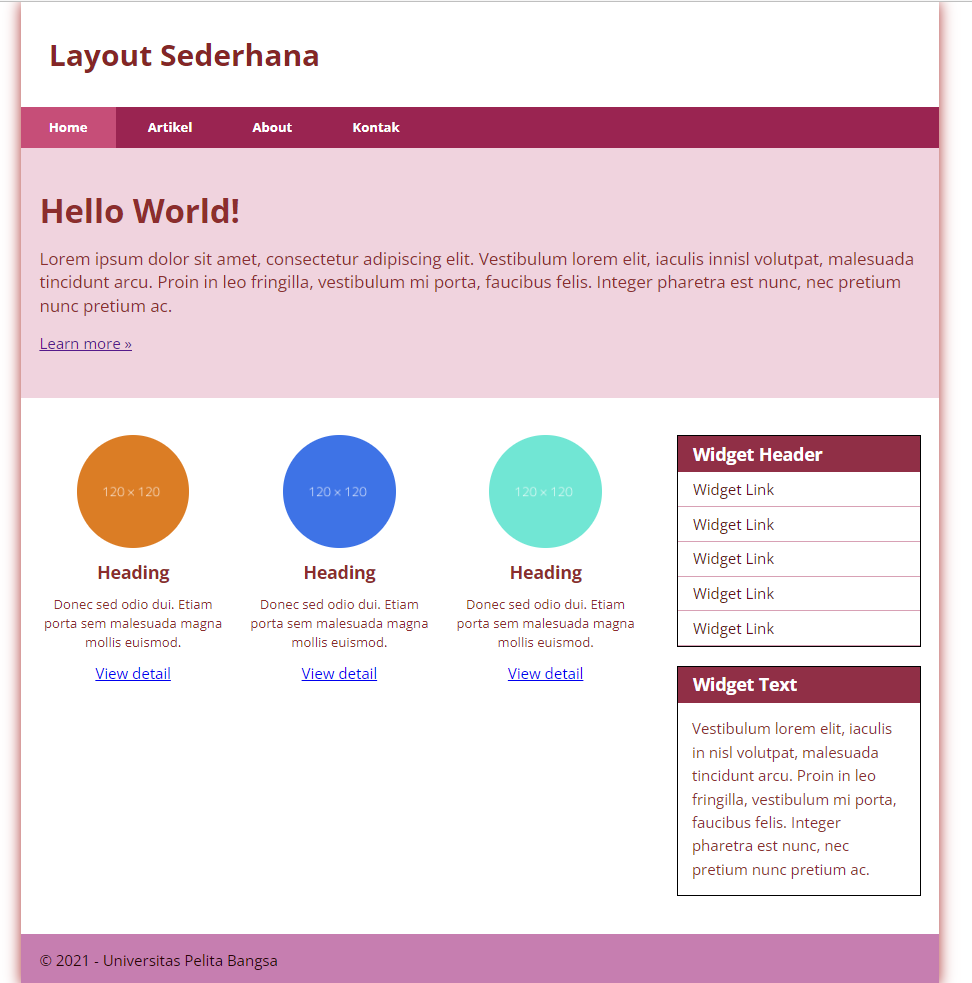 Layout Sederhana
Home Artikel About Kontak
Hello World!
Lorem ipsum dolor sit amet, consectetur adipiscing elit. Vestibulum lorem elit, iaculis innisl volutpat, malesuada
tincidunt arcu. Proin in leo fringilla, vestibulum mi porta, faucibus felis. Integer pharetra est nunc, nec pretium
nunc pretium ac.
Learn more »
120 × 120
Heading
Donec sed odio dui. Etiam
porta sem malesuada magna
mollis euismod.
View detail
120 × 120
Heading
Donec sed odio dui. Etiam
porta sem malesuada magna
mollis euismod.
View detail
120 × 120
Heading
Donec sed odio dui. Etiam
porta sem malesuada magna
mollis euismod.
View detail
Widget Header
Widget Link
Widget Link
Widget Link
Widget Link
Widget Link
Widget Text
Vestibulum lorem elit, iaculis
in nisl volutpat, malesuada
tincidunt arcu. Proin in leo
fringilla, vestibulum mi porta,
faucibus felis. Integer
pharetra est nunc, nec
pretium nunc pretium ac.
© 2021 - Universitas Pelita Bangsa